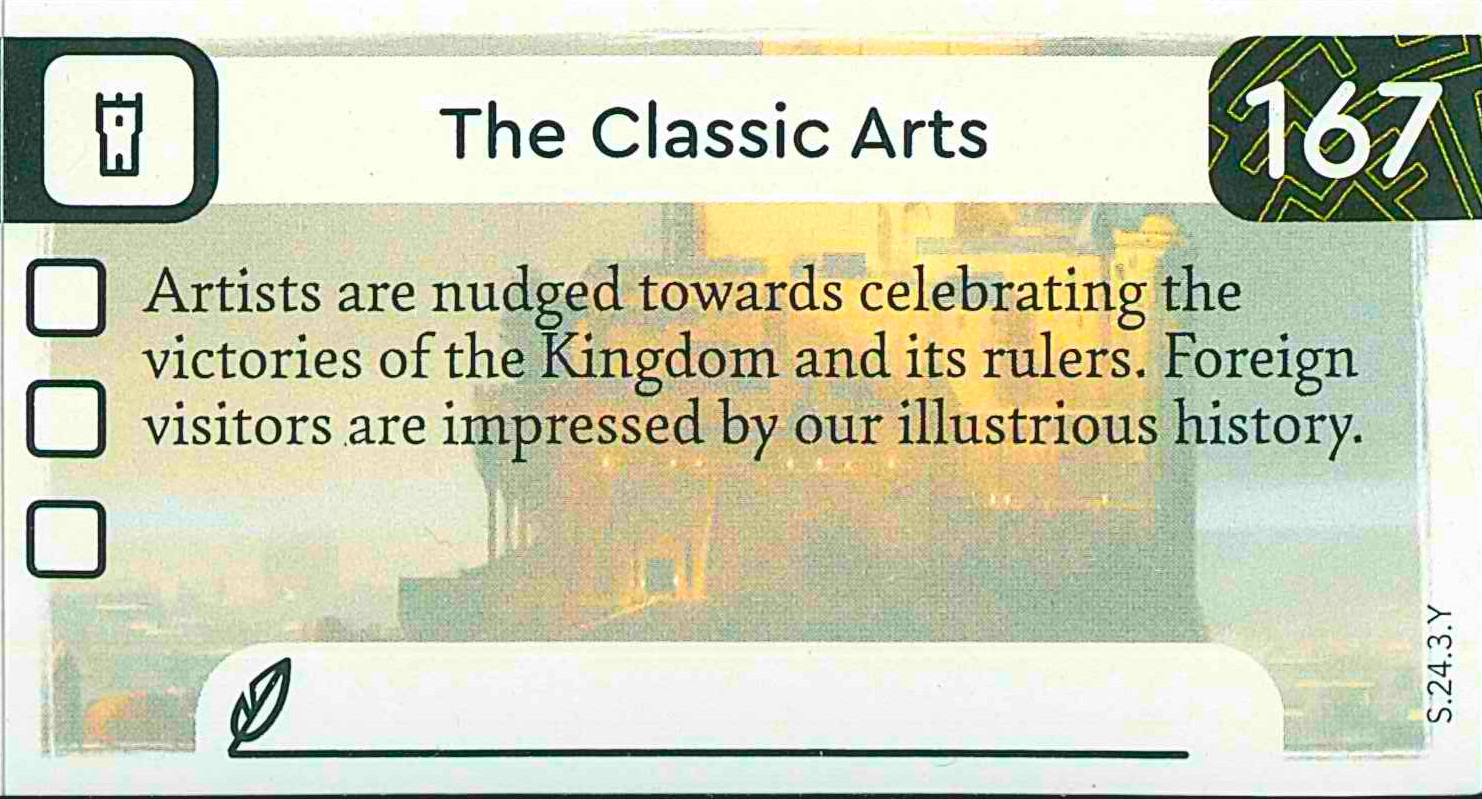 The Classic Arts
167
Artists are nudged towards celebrating the
victories of the Kingdom and its rulers. Foreign
visitors are impressed by our illustrious history.
S.24.3.Y